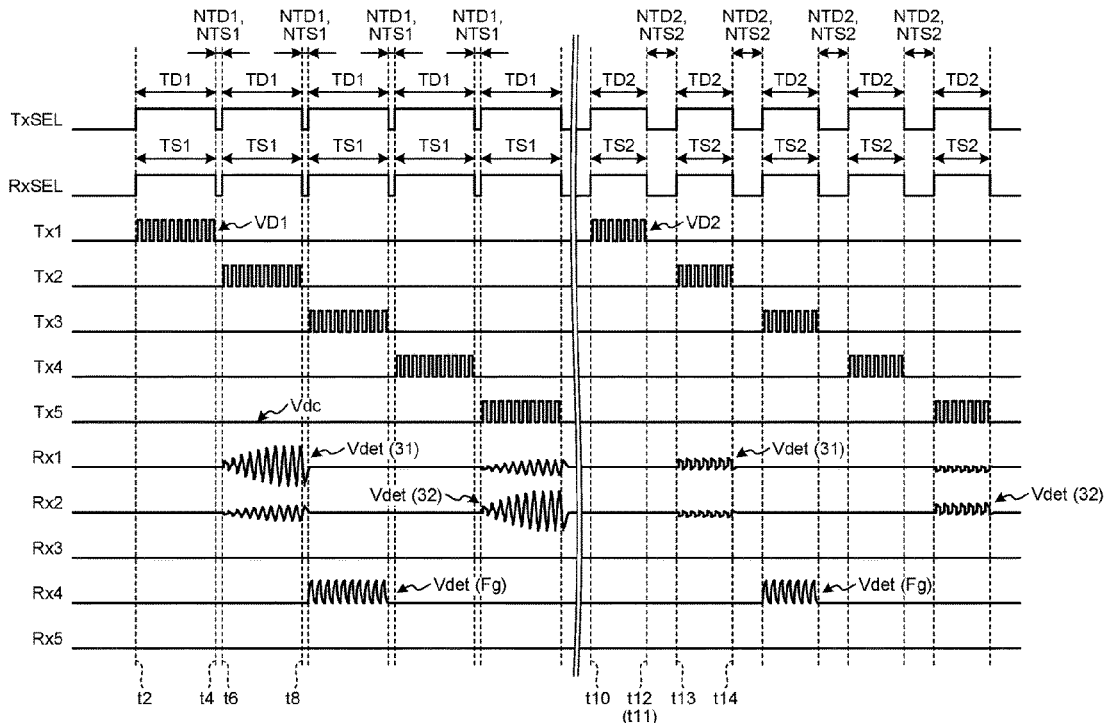 NTD1, NTD1, NTD1, NTD1, NTD2, NTD2, NTD2, NTD2,
NTS1 NTS1 NTS1 NTS1 NTS2 NTS2 NTS2 NTS2
TD1 TD1 TD1 TD1 TD1 TD2 TD2 TD2 TD2 TD2
TxSEL
TS1 TS1 TS1 TS1 TS1 TS2 TS2 TS2 TS2 TS2
RxSEL
Tx1 VD1 VD2
Tx2
Tx3
Tx4
Tx5 Vdc
Rx1 Vdet (31) Vdet (31)
Rx2 Vdet (32) Vdet (32)
Rx3
Rx4 Vdet (Fg) Vdet (Fg)
Rx5
t2 t4 t6 t8 t10 t12 t13 t14
(t11)